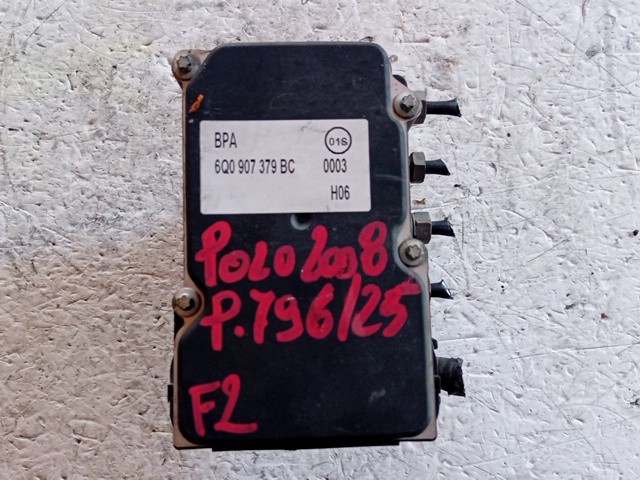 BPA 01S
6Q0 907 379 BC 0003
H06
POLO 2008
P.796/25
F2